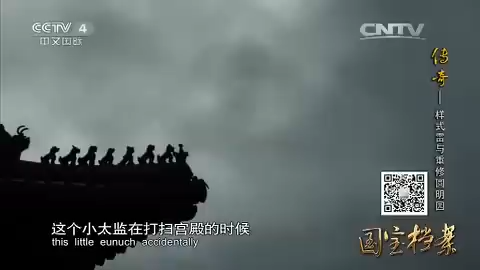 CCTV 4
中文国际
CNTV
传奇——样式雷与重修圆明园
国宝档案
这个小太监在打扫宫殿的时候
this little eunuch accidentally